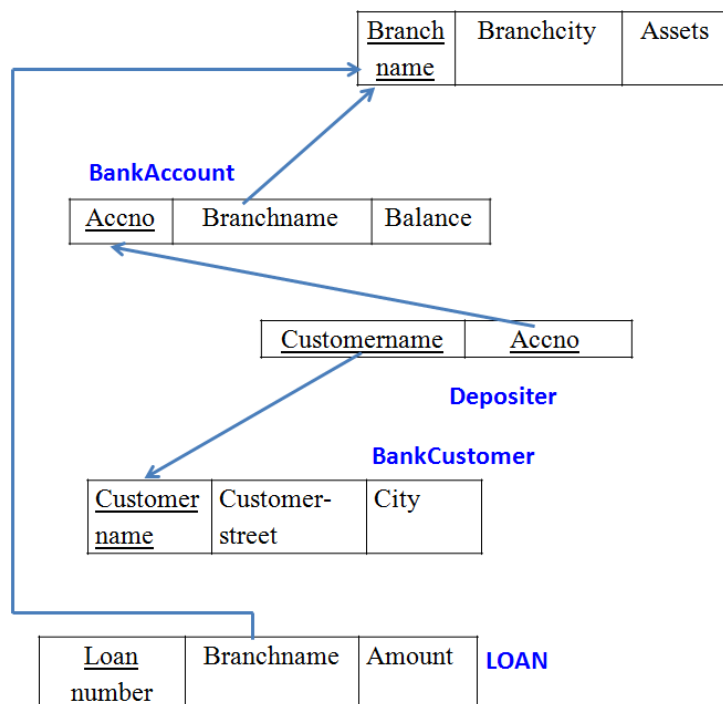 Branch Branchcity Assets
name
BankAccount
Accno Branchname Balance
Customername Accno
Depositer
BankCustomer
Customer Customer- City
name street
Loan Branchname Amount LOAN
number